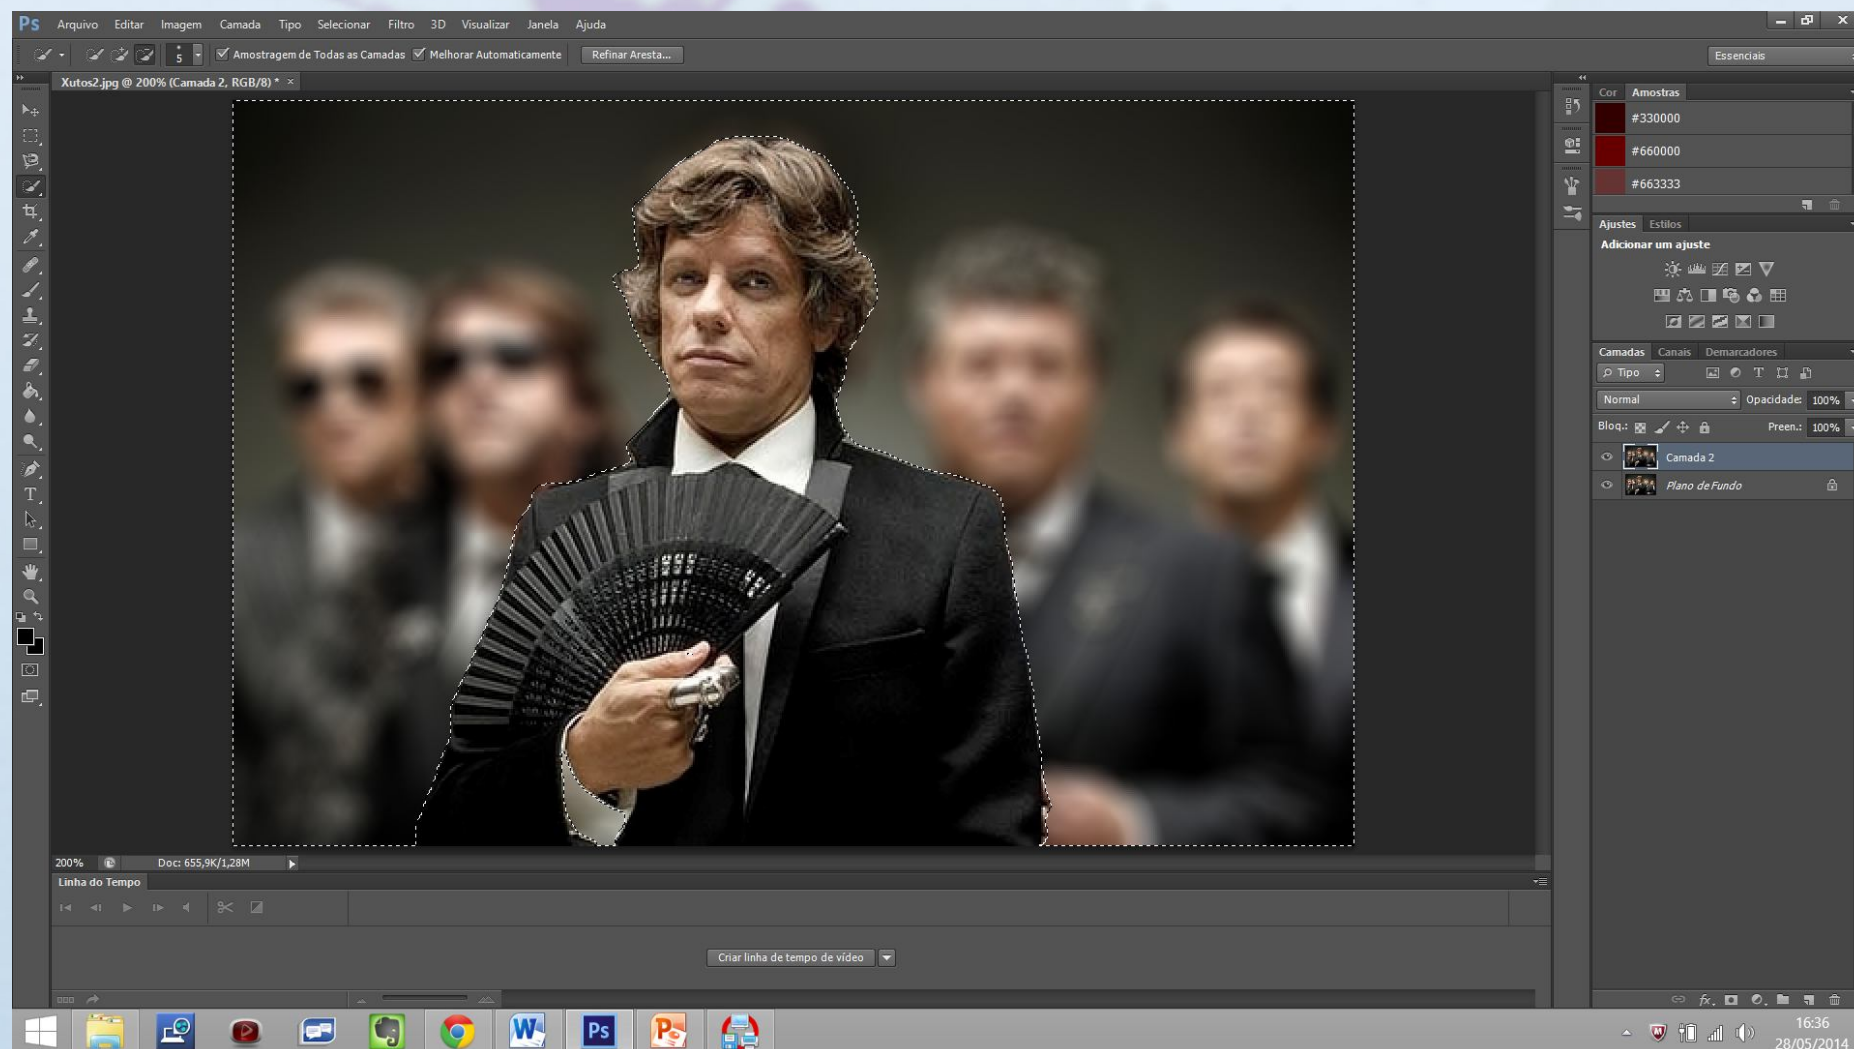 Ps Arquivo Editar Imagem Camada Tipo Selecionar Filtro 3D Visualizar Janela Ajuda
5 Amostragem de Todas as Camadas Melhorar Automaticamente Refinar Aresta... Essenciais
Xutos2.jpg @ 200% (Camada 2, RGB/8) * ×
Cor Amostras
#330000
#660000
#663333
Ajustes Estilos
Adicionar um ajuste
Camadas Canais Demarcadores
Tipo
Normal Opacidade: 100%
Bloq.: Preen.: 100%
Camada 2
Plano de Fundo
200% Doc: 655,9K/1,28M
Linha do Tempo
Criar linha de tempo de vídeo
fx.
Ps
16:36
28/05/2014